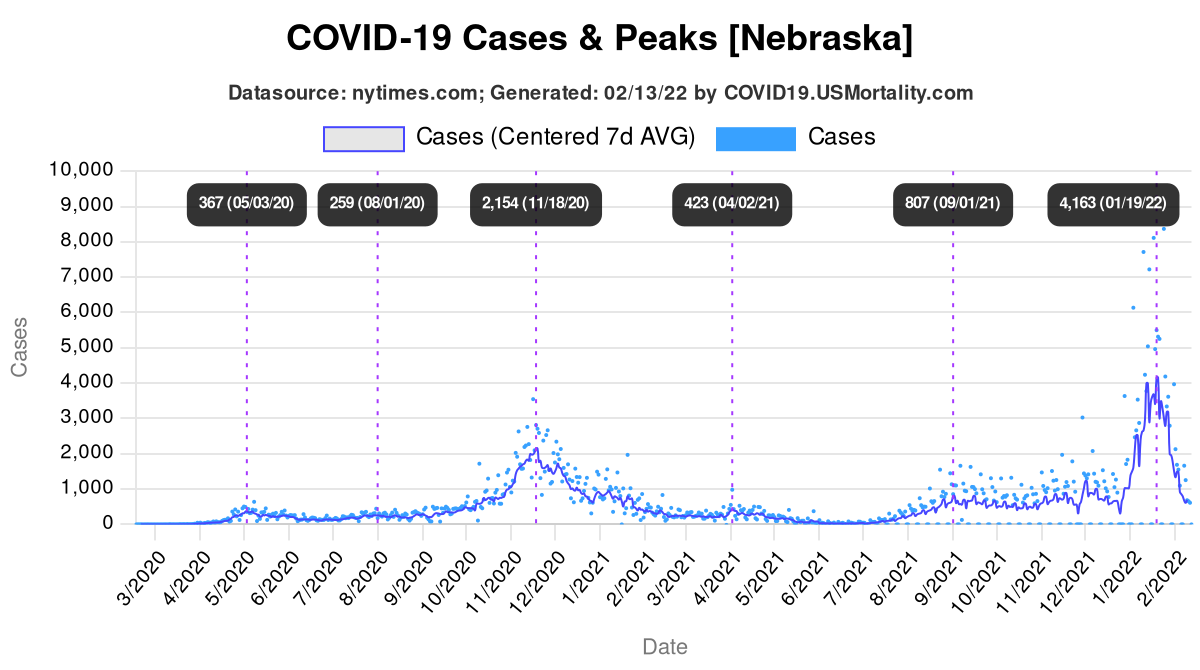 COVID-19 Cases & Peaks [Nebraska]
Datasource: nytimes.com; Generated: 02/13/22 by COVID19.USMortality.com
Cases (Centered 7d AVG) Cases
10,000
367 (05/03/20) 259 (08/01/20) 2,154 (11/18/20) 423 (04/02/21) 807 (09/01/21) 4,163 (01/19/22)
9,000
8,000
7,000
6,000
5,000
4,000
3,000
2,000
1,000
0
Cases
3/2020 4/2020 5/2020 6/2020 7/2020 8/2020 9/2020 10/2020 11/2020 12/2020 1/2021 2/2021 3/2021 4/2021 5/2021 6/2021 7/2021 8/2021 9/2021 10/2021 11/2021 12/2021 1/2022 2/2022
Date